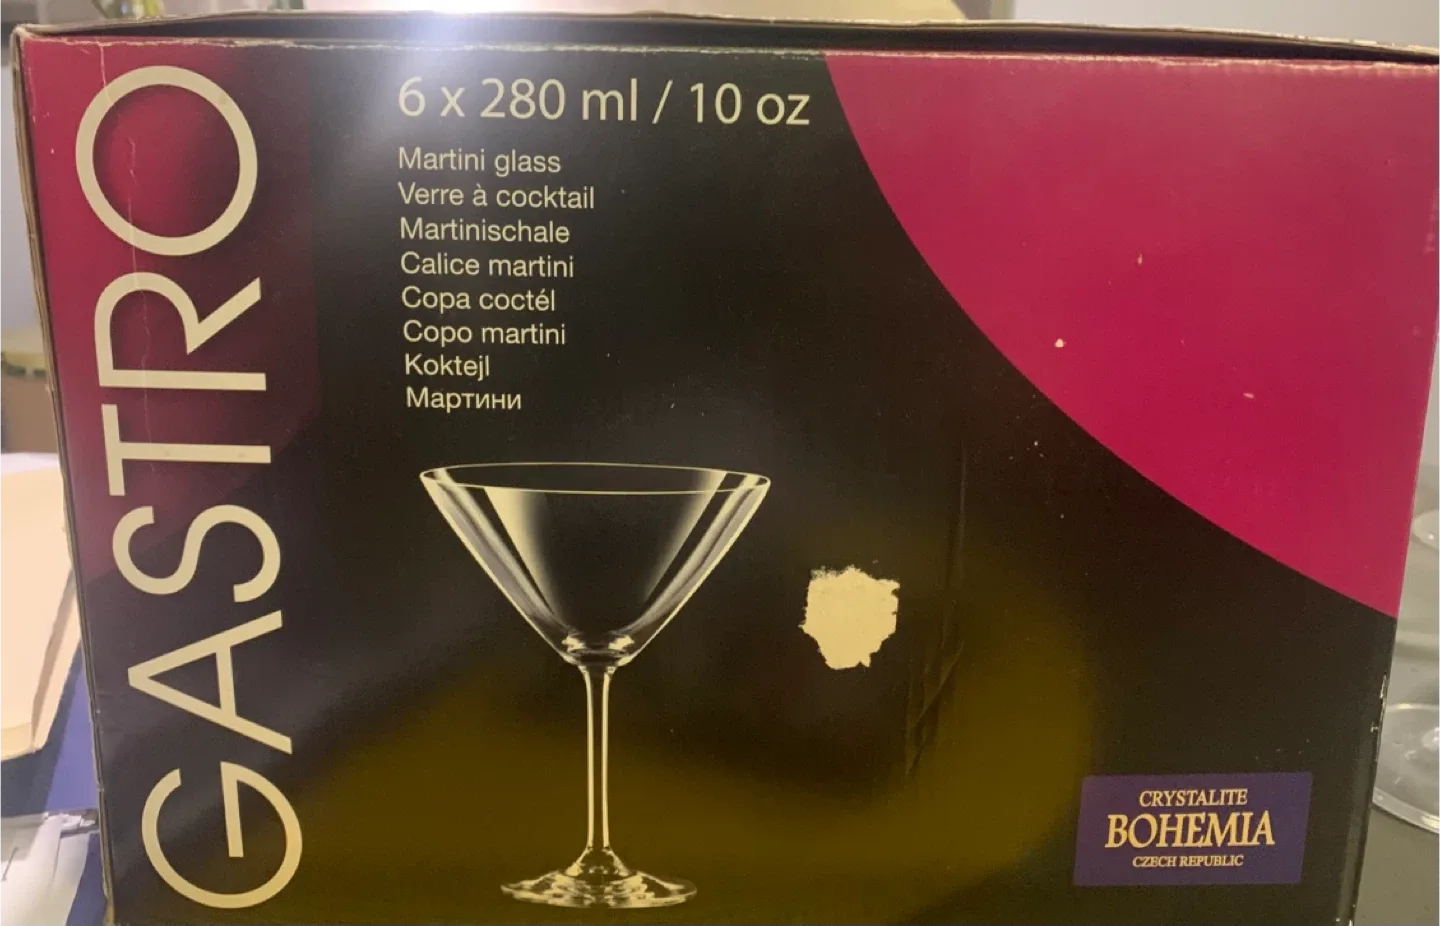 GASTRO
6 x 280 ml / 10 oz
Martini glass
Verre à cocktail
Martinischale
Calice martini
Copa coctél
Copo martini
Koktejl
Мартини
CRYSTALITE
BOHEMIA
CZECH REPUBLIC